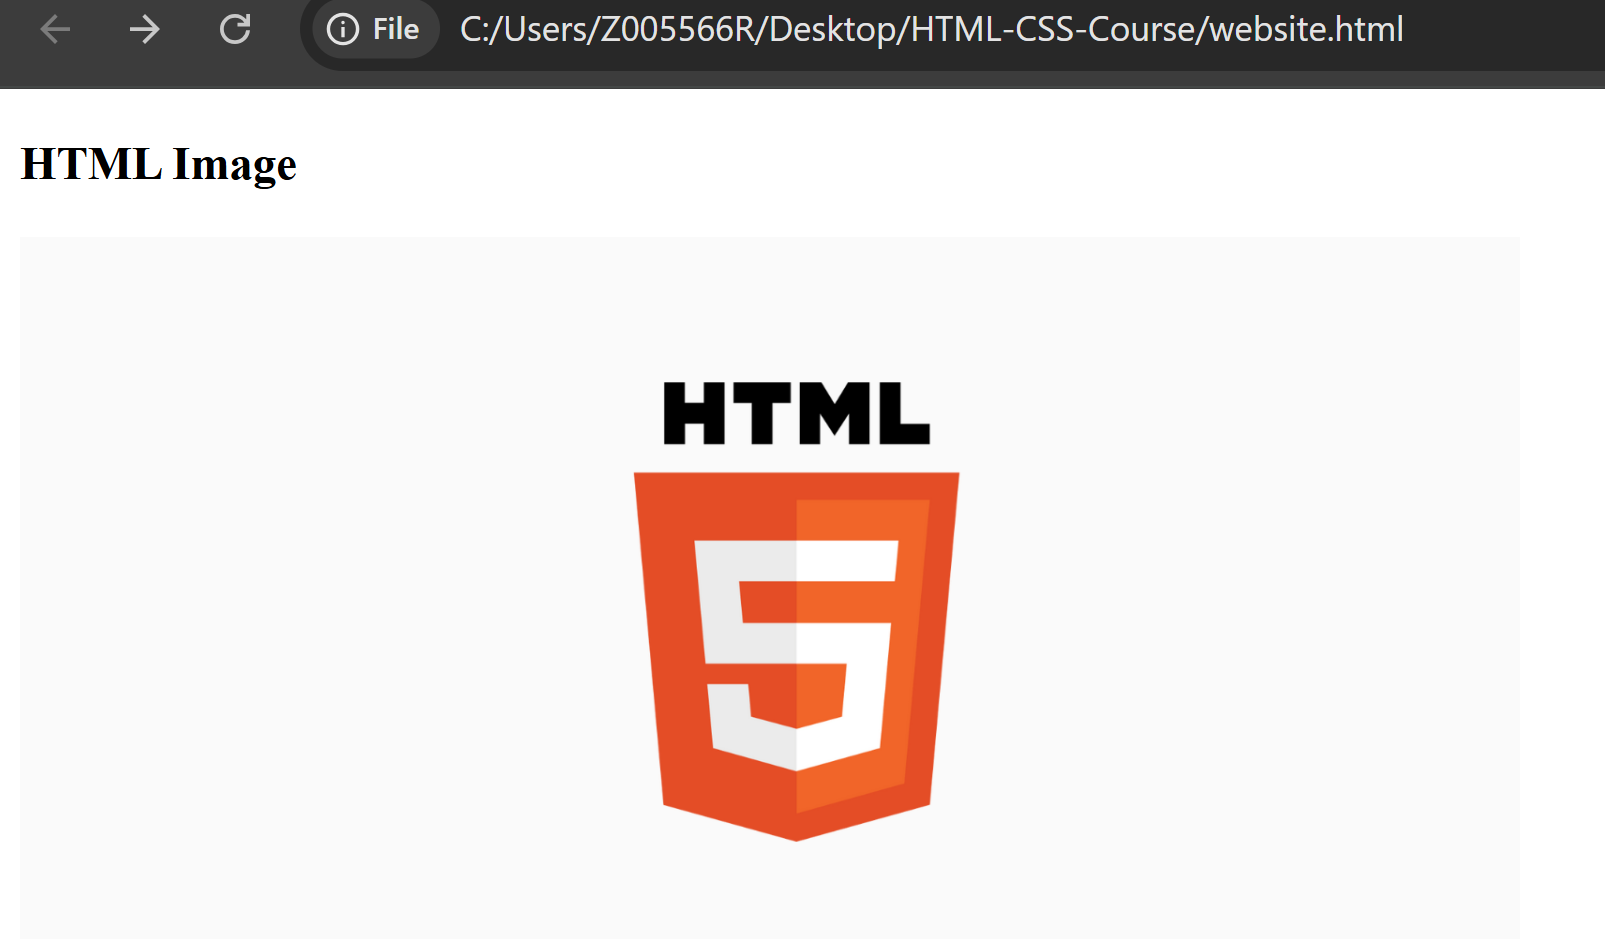 File C:/Users/Z005566R/Desktop/HTML-CSS-Course/website.html
HTML Image
HTML
5